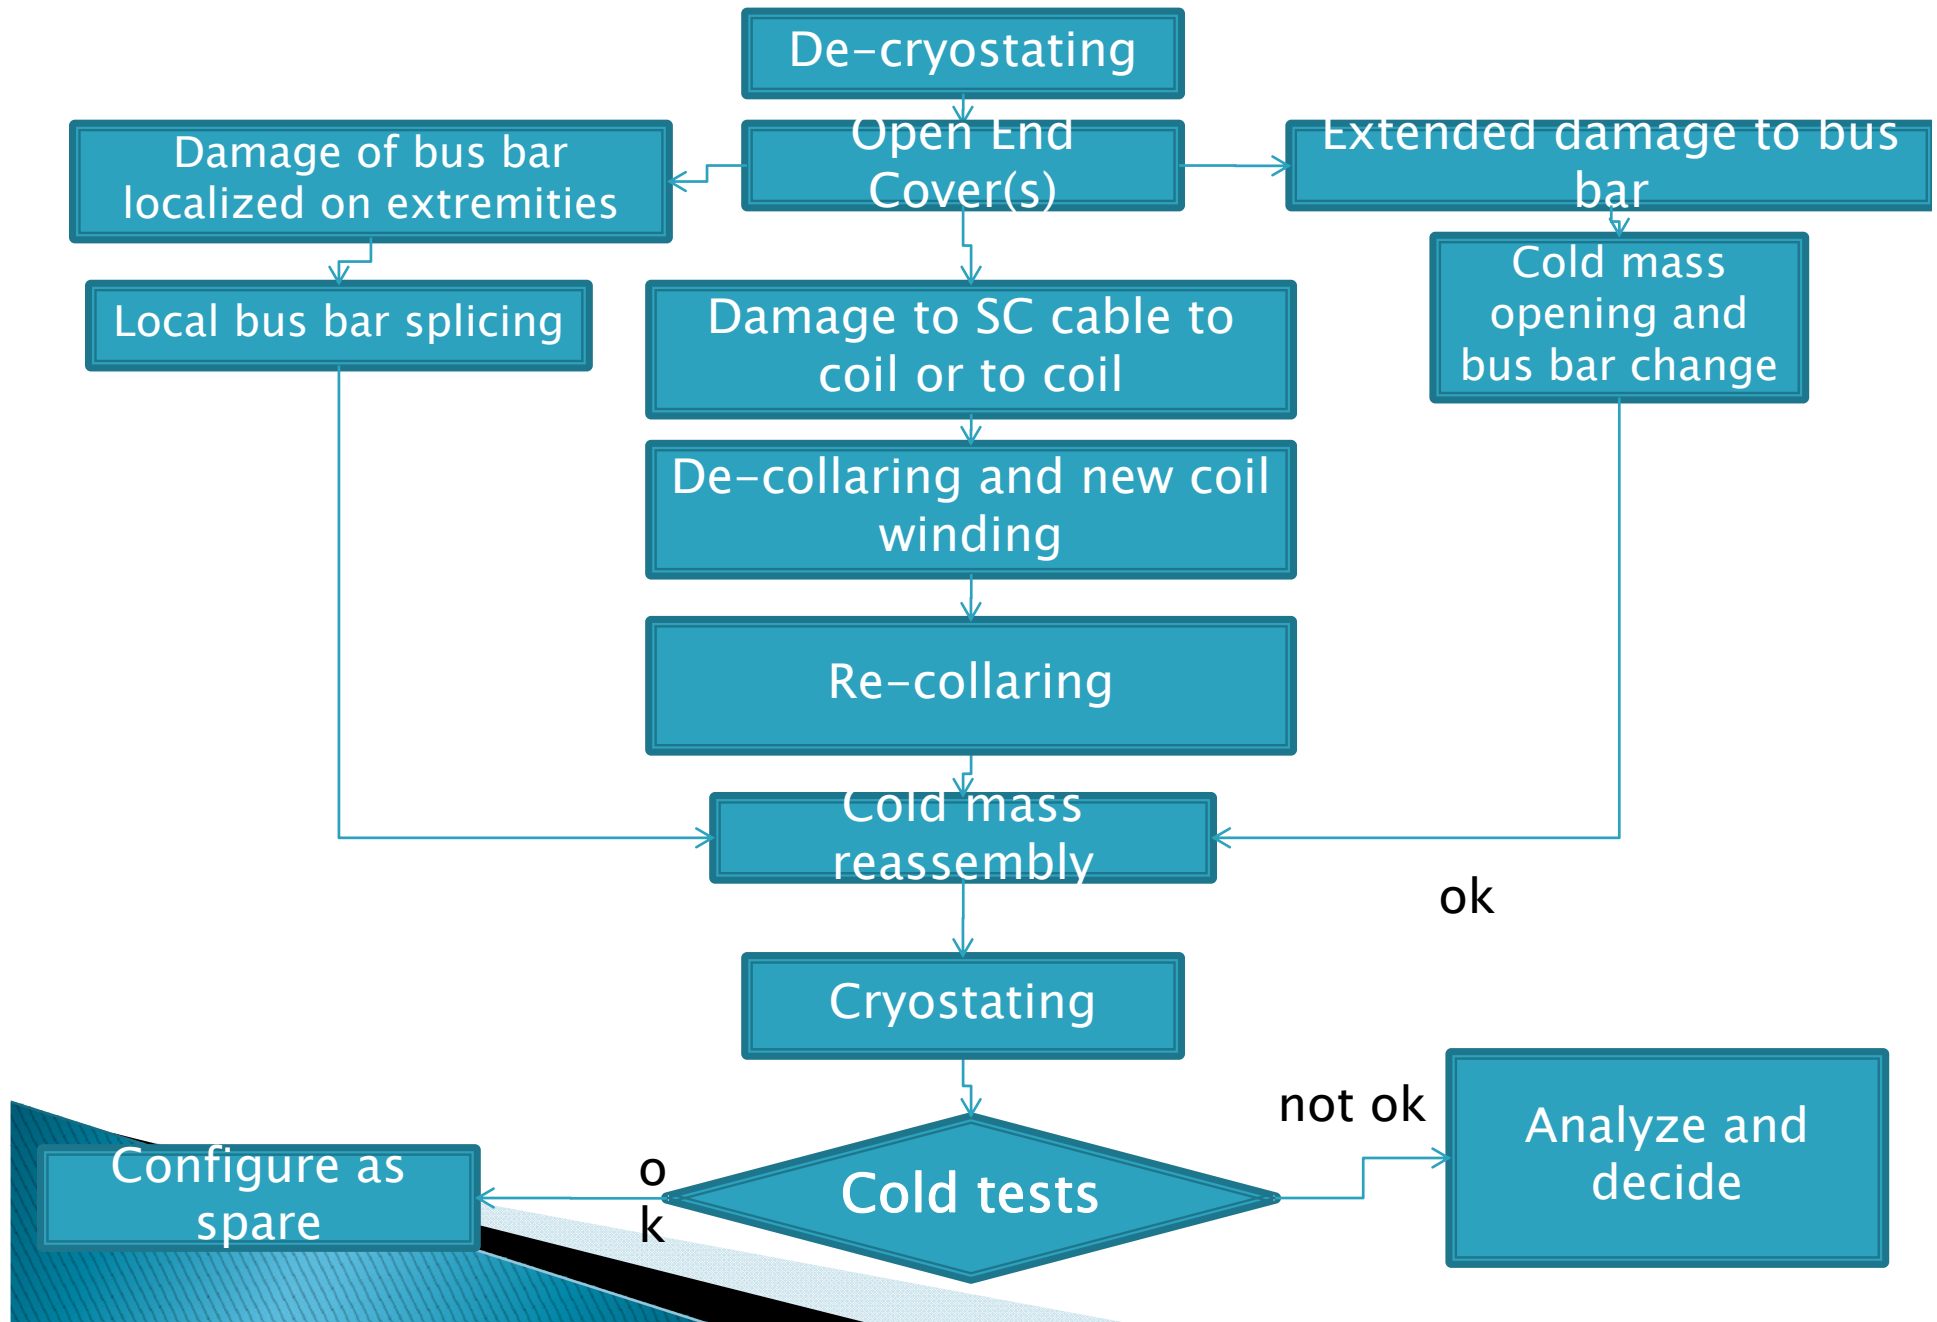 De-cryostating
Open End
Cover(s)
Damage of bus bar
localized on extremities
Extended damage to bus
bar
Local bus bar splicing
Damage to SC cable to
coil or to coil
Cold mass
opening and
bus bar change
De-collaring and new coil
winding
Re-collaring
Cold mass
reassembly
ok
Cryostating
not ok
Analyze and
decide
Configure as
spare
o
k
Cold tests